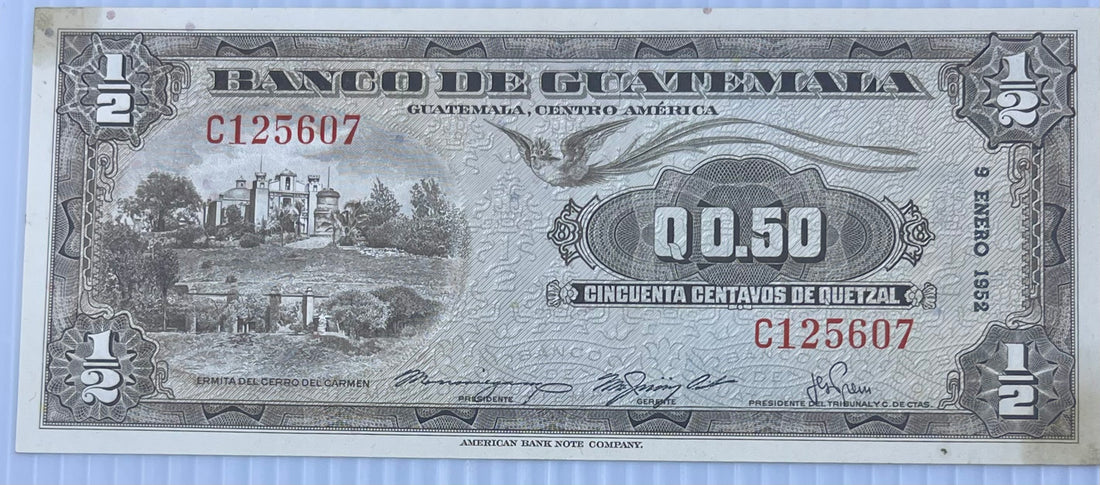 1/2
1/2
BANCO DE GUATEMALA
GUATEMALA, CENTRO AMÉRICA
C125607
9 ENERO 1952
Q 0.50
CINCUENTA CENTAVOS DE QUETZAL
C125607
1/2
1/2
ERMITA DEL CERRO DEL CARMEN
PRESIDENTE
GERENTE
PRESIDENTE DEL TRIBUNAL Y C. DE CTAS.
AMERICAN BANK NOTE COMPANY.